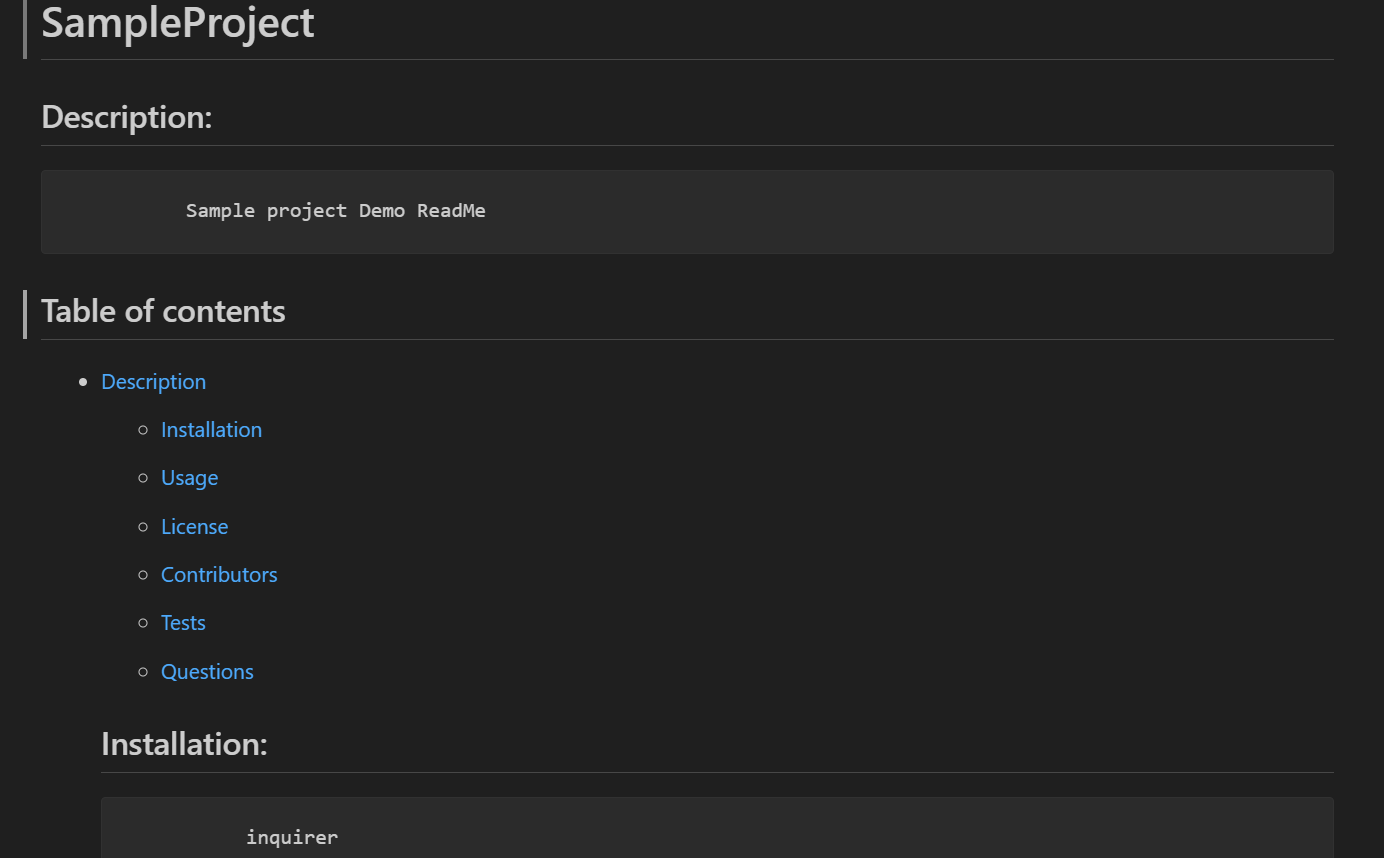 SampleProject
Description:
Sample project Demo ReadMe
Table of contents
Description
Installation
Usage
License
Contributors
Tests
Questions
Installation:
inquirer